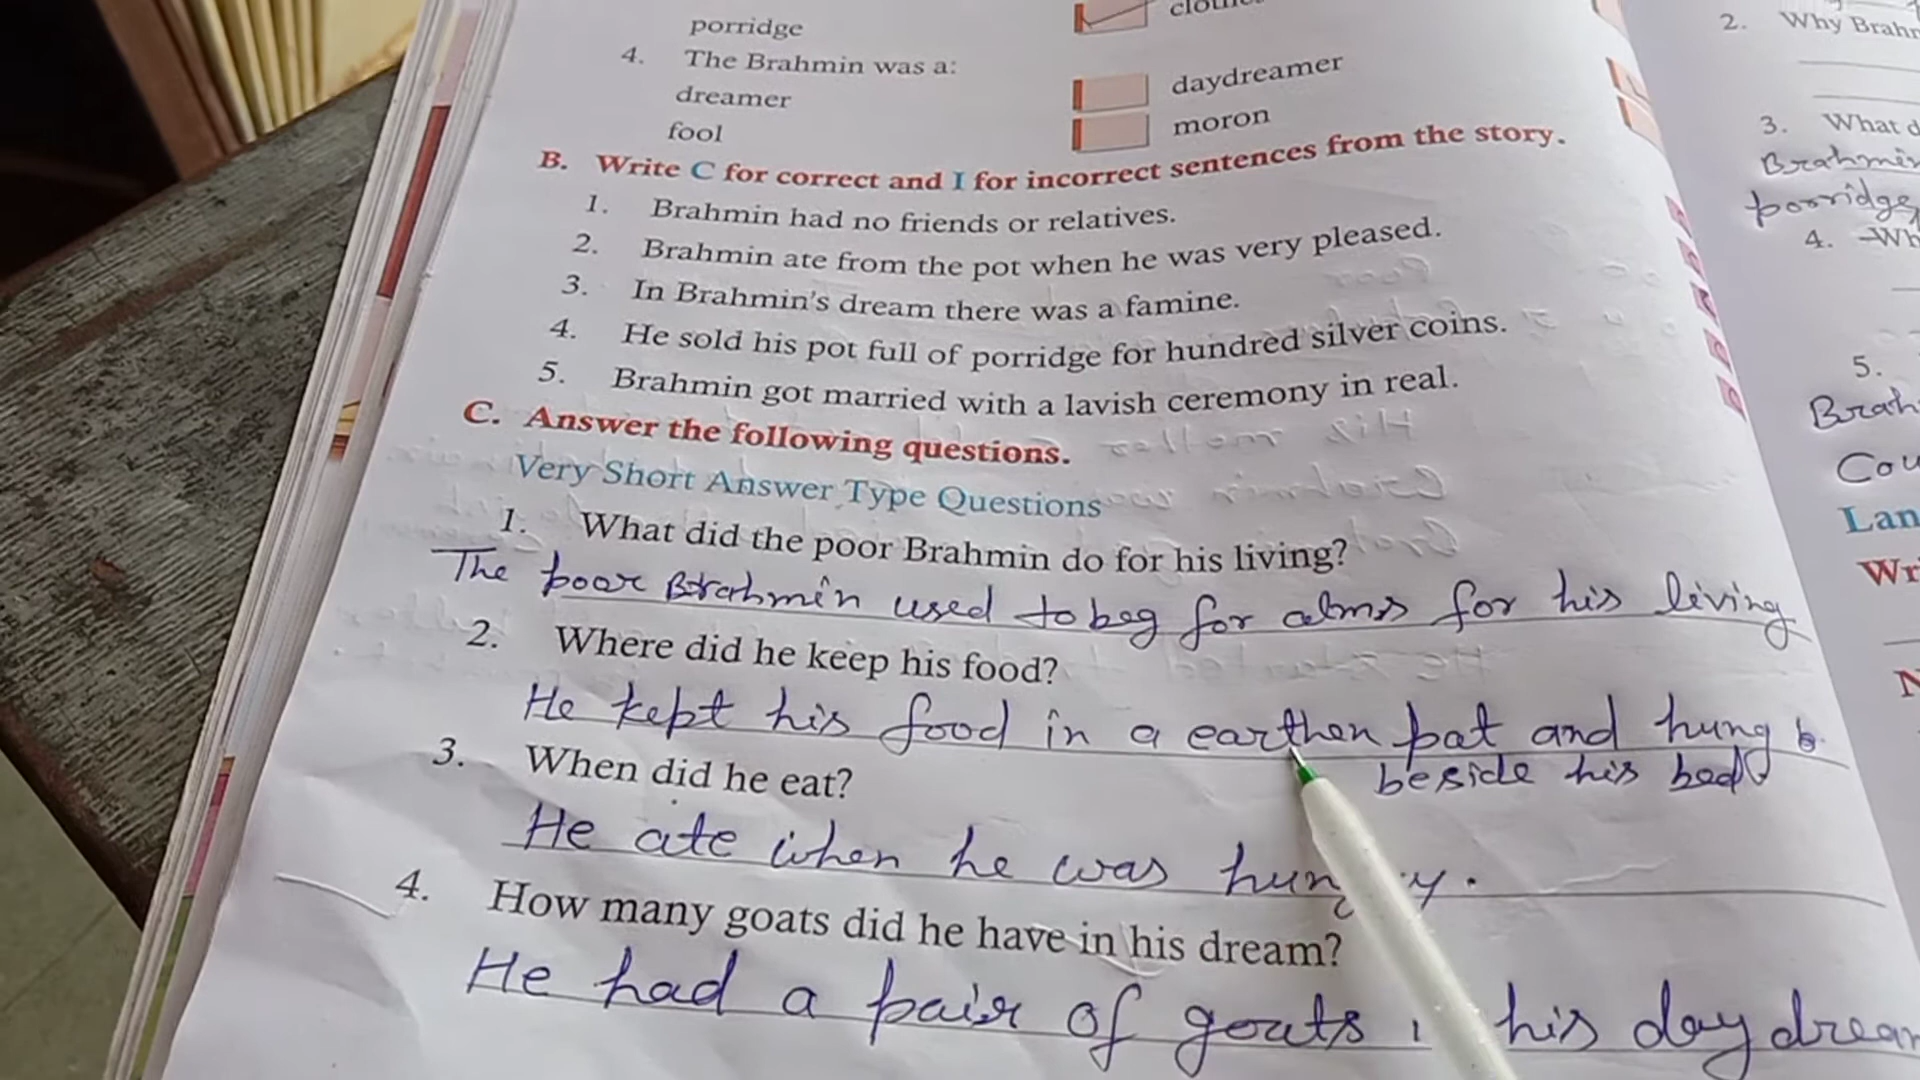 porridge
4. The Brahmin was a:
dreamer
daydreamer
fool
moron
B. Write C for correct and I for incorrect sentences from the story.
1. Brahmin had no friends or relatives.
2. Brahmin ate from the pot when he was very pleased.
3. In Brahmin's dream there was a famine.
4. He sold his pot full of porridge for hundred silver coins.
5. Brahmin got married with a lavish ceremony in real.
C. Answer the following questions.
Very Short Answer Type Questions
1. What did the poor Brahmin do for his living?
The poor Brahmin used to beg for alms for his living
2. Where did he keep his food?
He kept his food in a earthen pot and hung
beside his bed
3. When did he eat?
He ate when he was hungry.
4. How many goats did he have in his dream?
He had a pair of goats his day
2. Why
3. What
porridge,
4.
5.